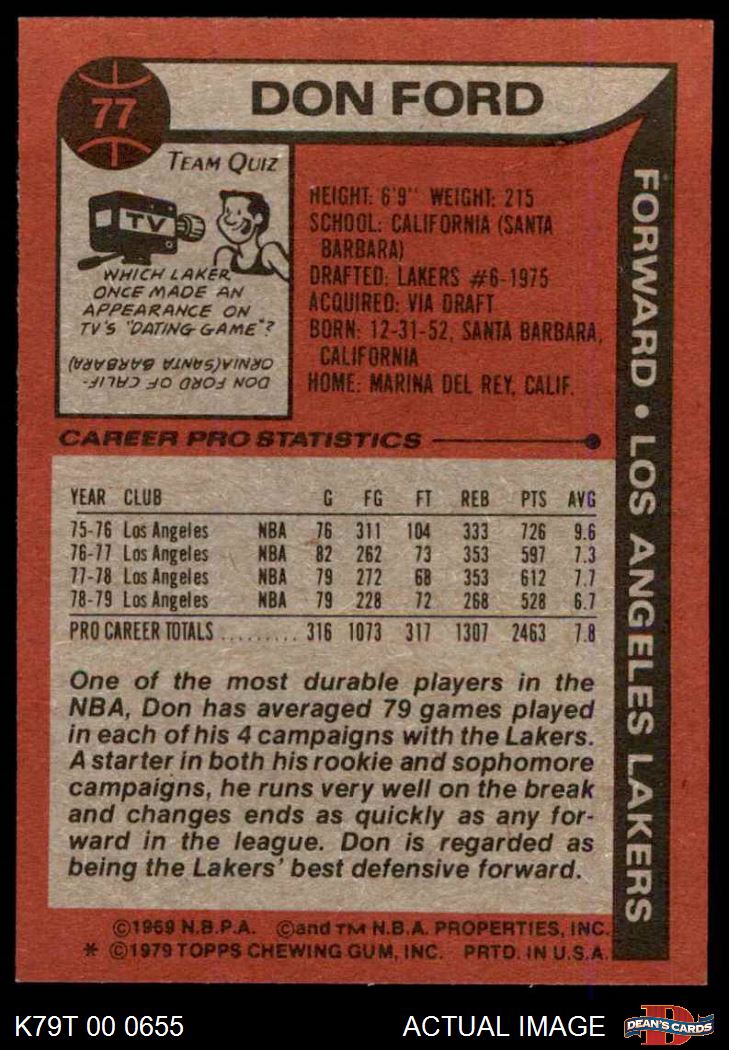 77
DON FORD
FORWARD • LOS ANGELES LAKERS
TEAM QUIZ
TV
WHICH LAKER
ONCE MADE AN
APPEARANCE ON
TV'S "DATING GAME"?
DON FORD OF CALIF-
ORNIA(SANTA BARBARA)
HEIGHT: 6'9" WEIGHT: 215
SCHOOL: CALIFORNIA (SANTA
BARBARA)
DRAFTED: LAKERS #6-1975
ACQUIRED: VIA DRAFT
BORN: 12-31-52, SANTA BARBARA,
CALIFORNIA
HOME: MARINA DEL REY, CALIF.
CAREER PRO STATISTICS
YEAR CLUB G FG FT REB PTS AVG
75-76 Los Angeles NBA 76 311 104 333 726 9.6
76-77 Los Angeles NBA 82 262 73 353 597 7.3
77-78 Los Angeles NBA 79 272 68 353 612 7.7
78-79 Los Angeles NBA 79 228 72 268 528 6.7
PRO CAREER TOTALS ......... 316 1073 317 1307 2463 7.8
One of the most durable players in the
NBA, Don has averaged 79 games played
in each of his 4 campaigns with the Lakers.
A starter in both his rookie and sophomore
campaigns, he runs very well on the break
and changes ends as quickly as any for-
ward in the league. Don is regarded as
being the Lakers' best defensive forward.
©1969 N.B.P.A. ©and TM N.B.A. PROPERTIES, INC.
* ©1979 TOPPS CHEWING GUM, INC. PRTD. IN U.S.A.
K79T 00 0655
ACTUAL IMAGE
D
DEAN'S CARDS